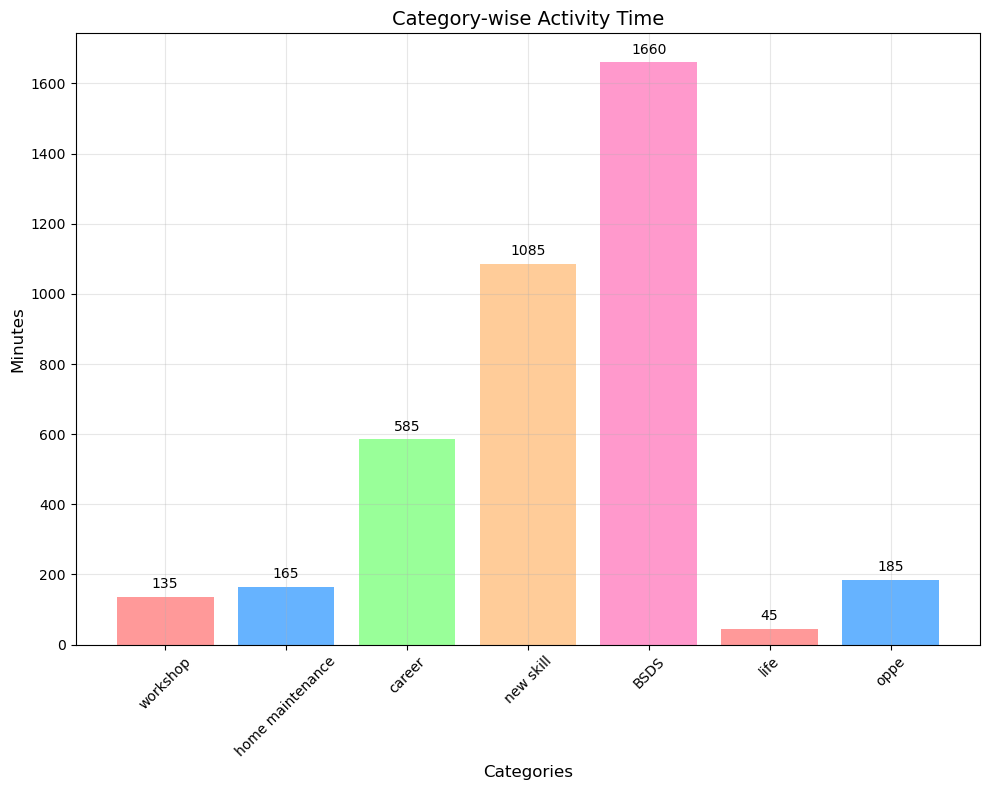 Category-wise Activity Time
Minutes
1600
1400
1200
1000
800
600
400
200
0
135
165
585
1085
1660
45
185
workshop
home maintenance
career
new skill
BSDS
life
oppe
Categories